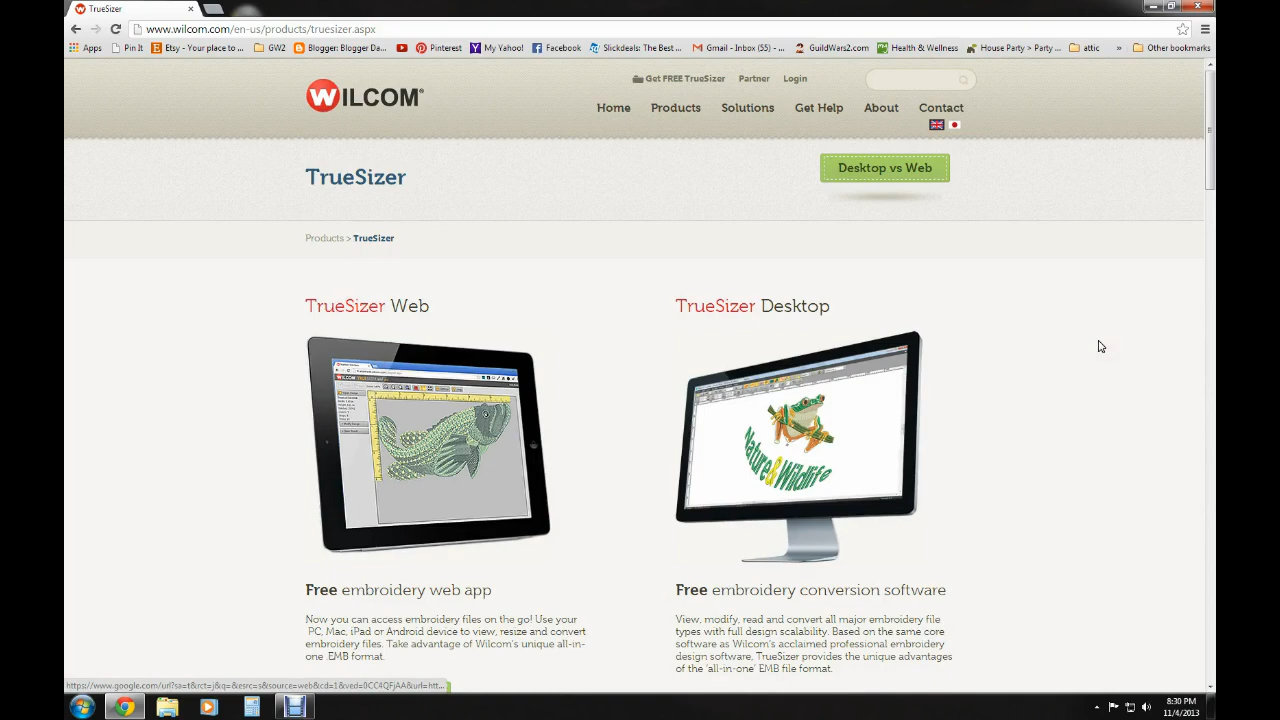 TrueSizer
www.wilcom.com/en-us/products/truesizer.aspx
Apps Pin It Etsy - Your place to ... GW2 Blogger: Blogger Da... Pinterest My Yahoo! Facebook Slickdeals: The Best ... Gmail - Inbox (55) - ... GuildWars2.com Health & Wellness House Party > Party ... attic » Other bookmarks
Get FREE TrueSizer Partner Login
WILCOM®
Home Products Solutions Get Help About Contact
TrueSizer
Desktop vs Web
Products > TrueSizer
TrueSizer Web
TrueSizer Desktop
WILCOM TRUESIZER
Nature & Wildlife
Free embroidery web app
Now you can access embroidery files on the go! Use your
PC, Mac, iPad or Android device to view, resize and convert
embroidery files. Take advantage of Wilcom's unique all-in-
one .EMB format.
Free embroidery conversion software
View, modify, read and convert all major embroidery file
types with full design scalability. Based on the same core
software as Wilcom's acclaimed professional embroidery
design software, TrueSizer provides the unique advantages
of the 'all-in-one' EMB file format.
https://www.google.com/url?sa=t&rct=j&q=&esrc=s&source=web&cd=1&ved=0CC4QFjAA&url=htt...
8:30 PM
11/4/2013